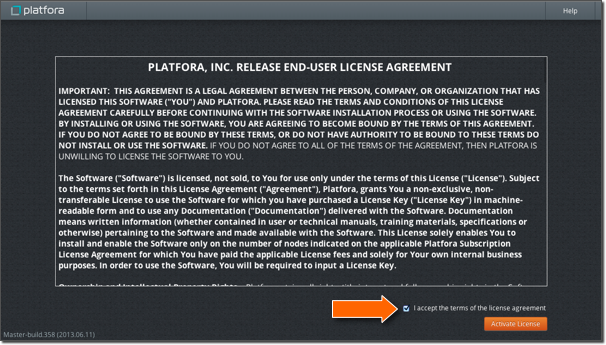 platfora
Help
PLATFORA, INC. RELEASE END-USER LICENSE AGREEMENT
IMPORTANT: THIS AGREEMENT IS A LEGAL AGREEMENT BETWEEN THE PERSON, COMPANY, OR ORGANIZATION THAT HAS
LICENSED THIS SOFTWARE ("YOU") AND PLATFORA. PLEASE READ THE TERMS AND CONDITIONS OF THIS LICENSE
AGREEMENT CAREFULLY BEFORE CONTINUING WITH THE SOFTWARE INSTALLATION PROCESS OR USING THE SOFTWARE.
BY INSTALLING OR USING THE SOFTWARE, YOU ARE AGREEING TO BECOME BOUND BY THE TERMS OF THIS AGREEMENT.
IF YOU DO NOT AGREE TO BE BOUND BY THESE TERMS, OR DO NOT HAVE AUTHORITY TO BE BOUND TO THESE TERMS DO
NOT INSTALL OR USE THE SOFTWARE. IF YOU DO NOT AGREE TO ALL OF THE TERMS OF THE AGREEMENT, THEN PLATFORA IS
UNWILLING TO LICENSE THE SOFTWARE TO YOU.
The Software ("Software") is licensed, not sold, to You for use only under the terms of this License ("License"). Subject
to the terms set forth in this License Agreement ("Agreement"), Platfora, grants You a non-exclusive, non-
transferable License to use the Software for which you have purchased a License Key ("License Key") in machine-
readable form and to use any Documentation ("Documentation") delivered with the Software. Documentation
means written information (whether contained in user or technical manuals, training materials, specifications or
otherwise) pertaining to the Software and made available with the Software. This License solely enables You to
install and enable the Software only on the number of nodes indicated on the applicable Platfora Subscription
License Agreement for which You have paid the applicable License fees and solely for Your own internal business
purposes. In order to use the Software, You will be required to input a License Key.
I accept the terms of the license agreement
Activate License
Master-build.358 (2013.06.11)